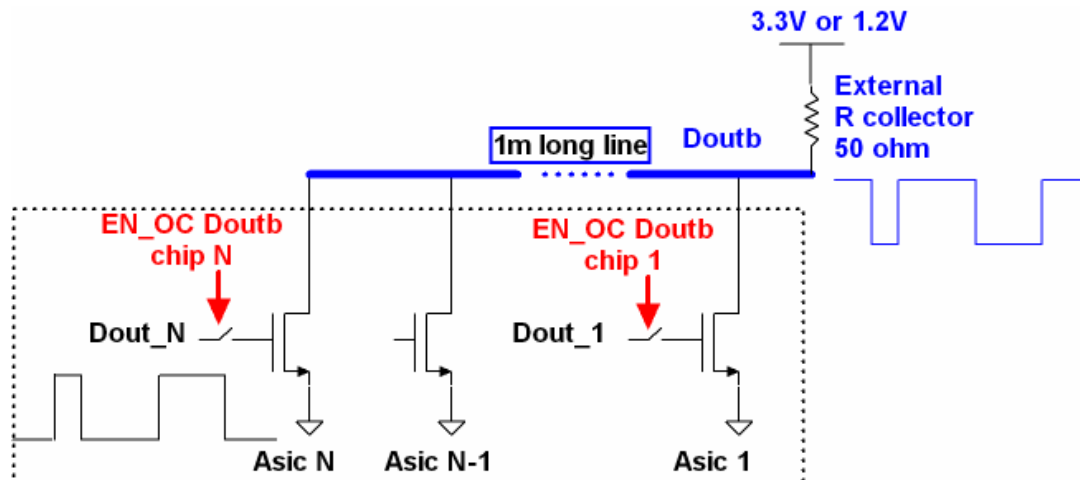 3.3V or 1.2V
External
R collector
50 ohm
1m long line
Doutb
EN_OC Doutb
chip N
EN_OC Doutb
chip 1
Dout_N
Dout_1
Asic N
Asic N-1
Asic 1